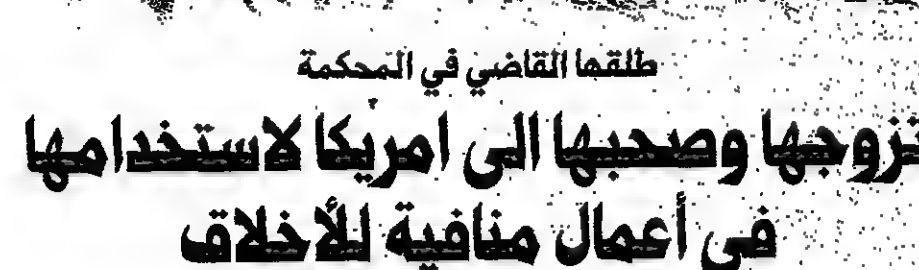 طلقها القاضي في المحكمة
تزوجها وصحبها الى امريكا لاستخدامها
في أعمال منافية للأخلاق